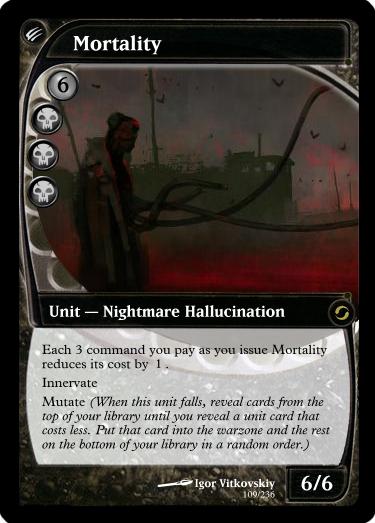 Mortality
6
Unit — Nightmare Hallucination
Each 3 command you pay as you issue Mortality
reduces its cost by 1 .
Innervate
Mutate (When this unit falls, reveal cards from the
top of your library until you reveal a unit card that
costs less. Put that card into the warzone and the rest
on the bottom of your library in a random order.)
Igor Vitkovskiy
109/236
6/6